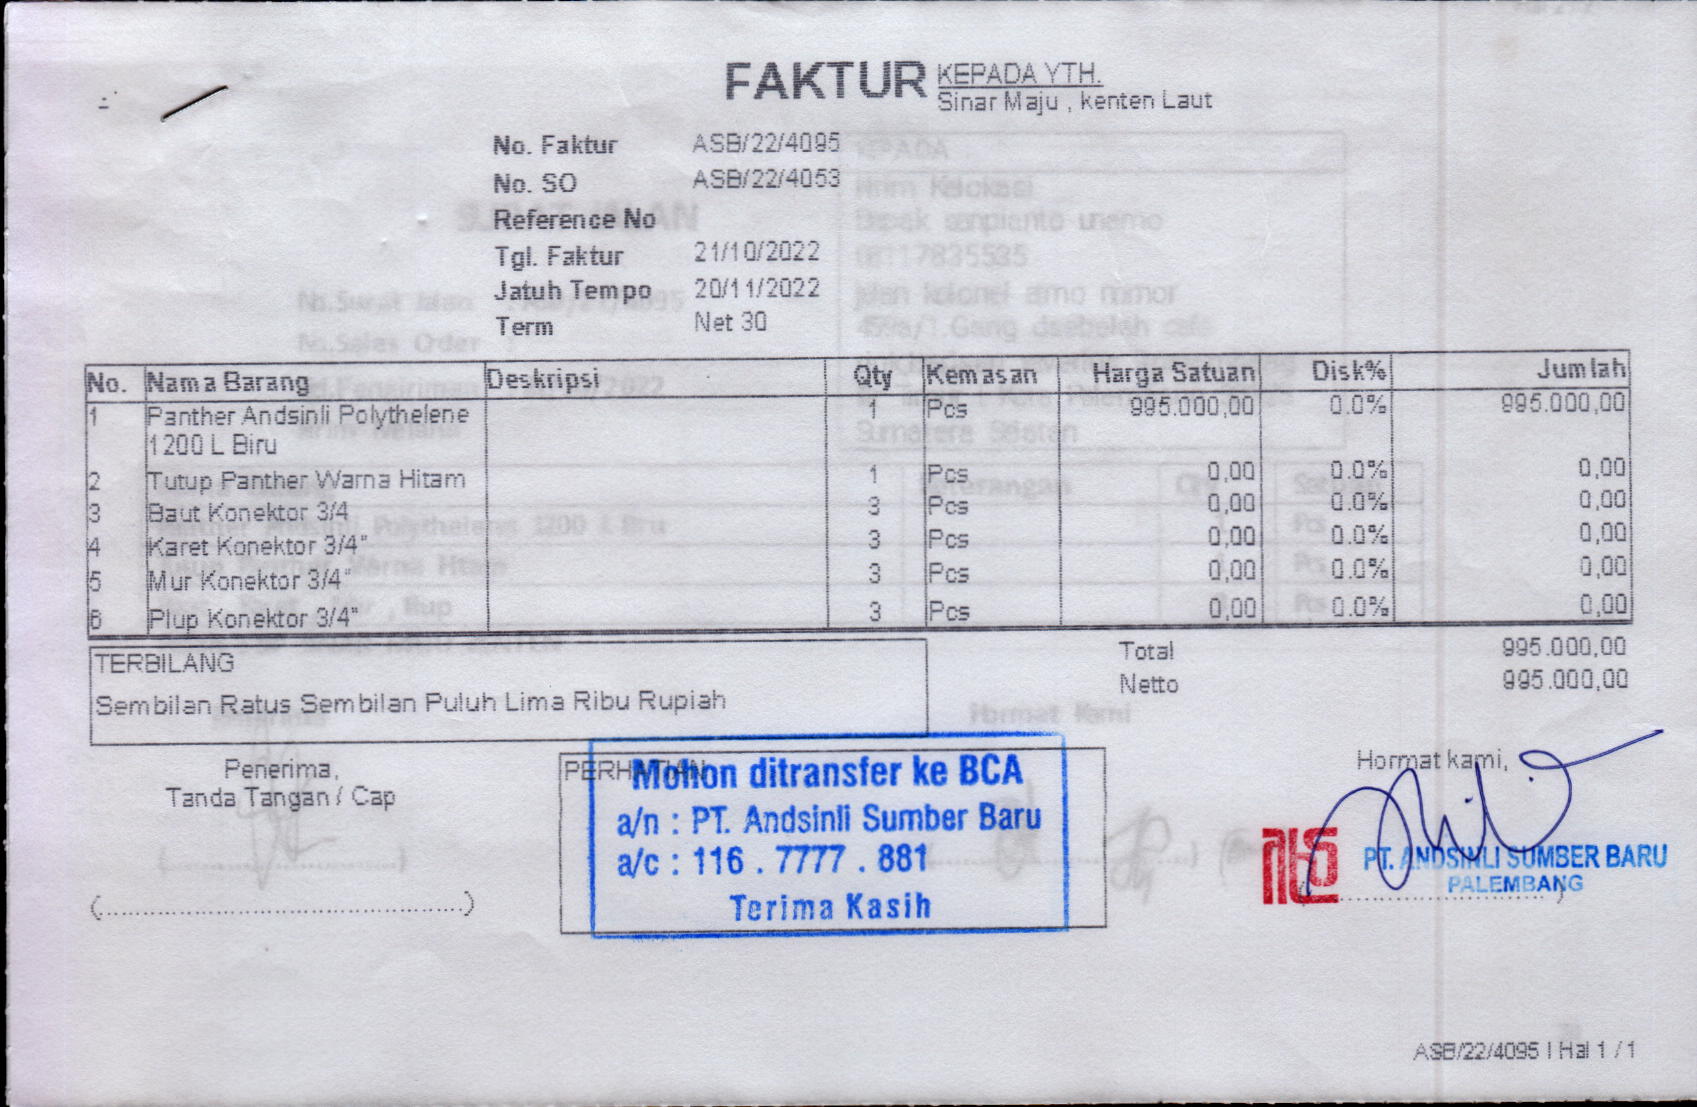 FAKTUR
KEPADA YTH.
Sinar Maju , kenten Laut
No. Faktur ASB/22/4095
No. SO ASB/22/4053
Reference No
Tgl. Faktur 21/10/2022
Jatuh Tempo 20/11/2022
Term Net 30
No. Nama Barang Deskripsi Qty Kemasan Harga Satuan Disk% Jumlah
1 Panther Andsinli Polythelene 1 Pcs 995.000,00 0.0% 995.000,00
1200 L Biru
2 Tutup Panther Warna Hitam 1 Pcs 0,00 0.0% 0,00
3 Baut Konektor 3/4 3 Pcs 0,00 0.0% 0,00
4 Karet Konektor 3/4" 3 Pcs 0,00 0.0% 0,00
5 Mur Konektor 3/4" 3 Pcs 0,00 0.0% 0,00
6 Plup Konektor 3/4" 3 Pcs 0,00 0.0% 0,00
TERBILANG
Sembilan Ratus Sembilan Puluh Lima Ribu Rupiah
Total 995.000,00
Netto 995.000,00
Penerima,
Tanda Tangan / Cap
(............................................)
PERHATIAN
Mohon ditransfer ke BCA
a/n : PT. Andsinli Sumber Baru
a/c : 116 . 7777 . 881
Terima Kasih
Hormat kami,
PT. ANDSINLI SUMBER BARU
PALEMBANG
ASB/22/4095 | Hal 1 / 1